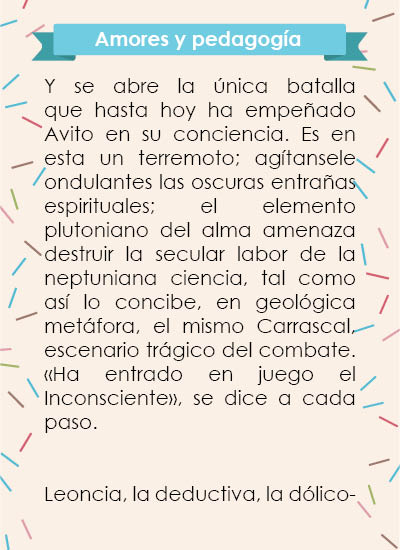 Amores y pedagogía
Y se abre la única batalla
que hasta hoy ha empeñado
Avito en su conciencia. Es en
esta un terremoto; agítansele
ondulantes las oscuras entrañas
espirituales; el elemento
plutoniano del alma amenaza
destruir la secular labor de la
neptuniana ciencia, tal como
así lo concibe, en geológica
metáfora, el mismo Carrascal,
escenario trágico del combate.
«Ha entrado en juego el
Inconsciente», se dice a cada
paso.
Leoncia, la deductiva, la dólico-